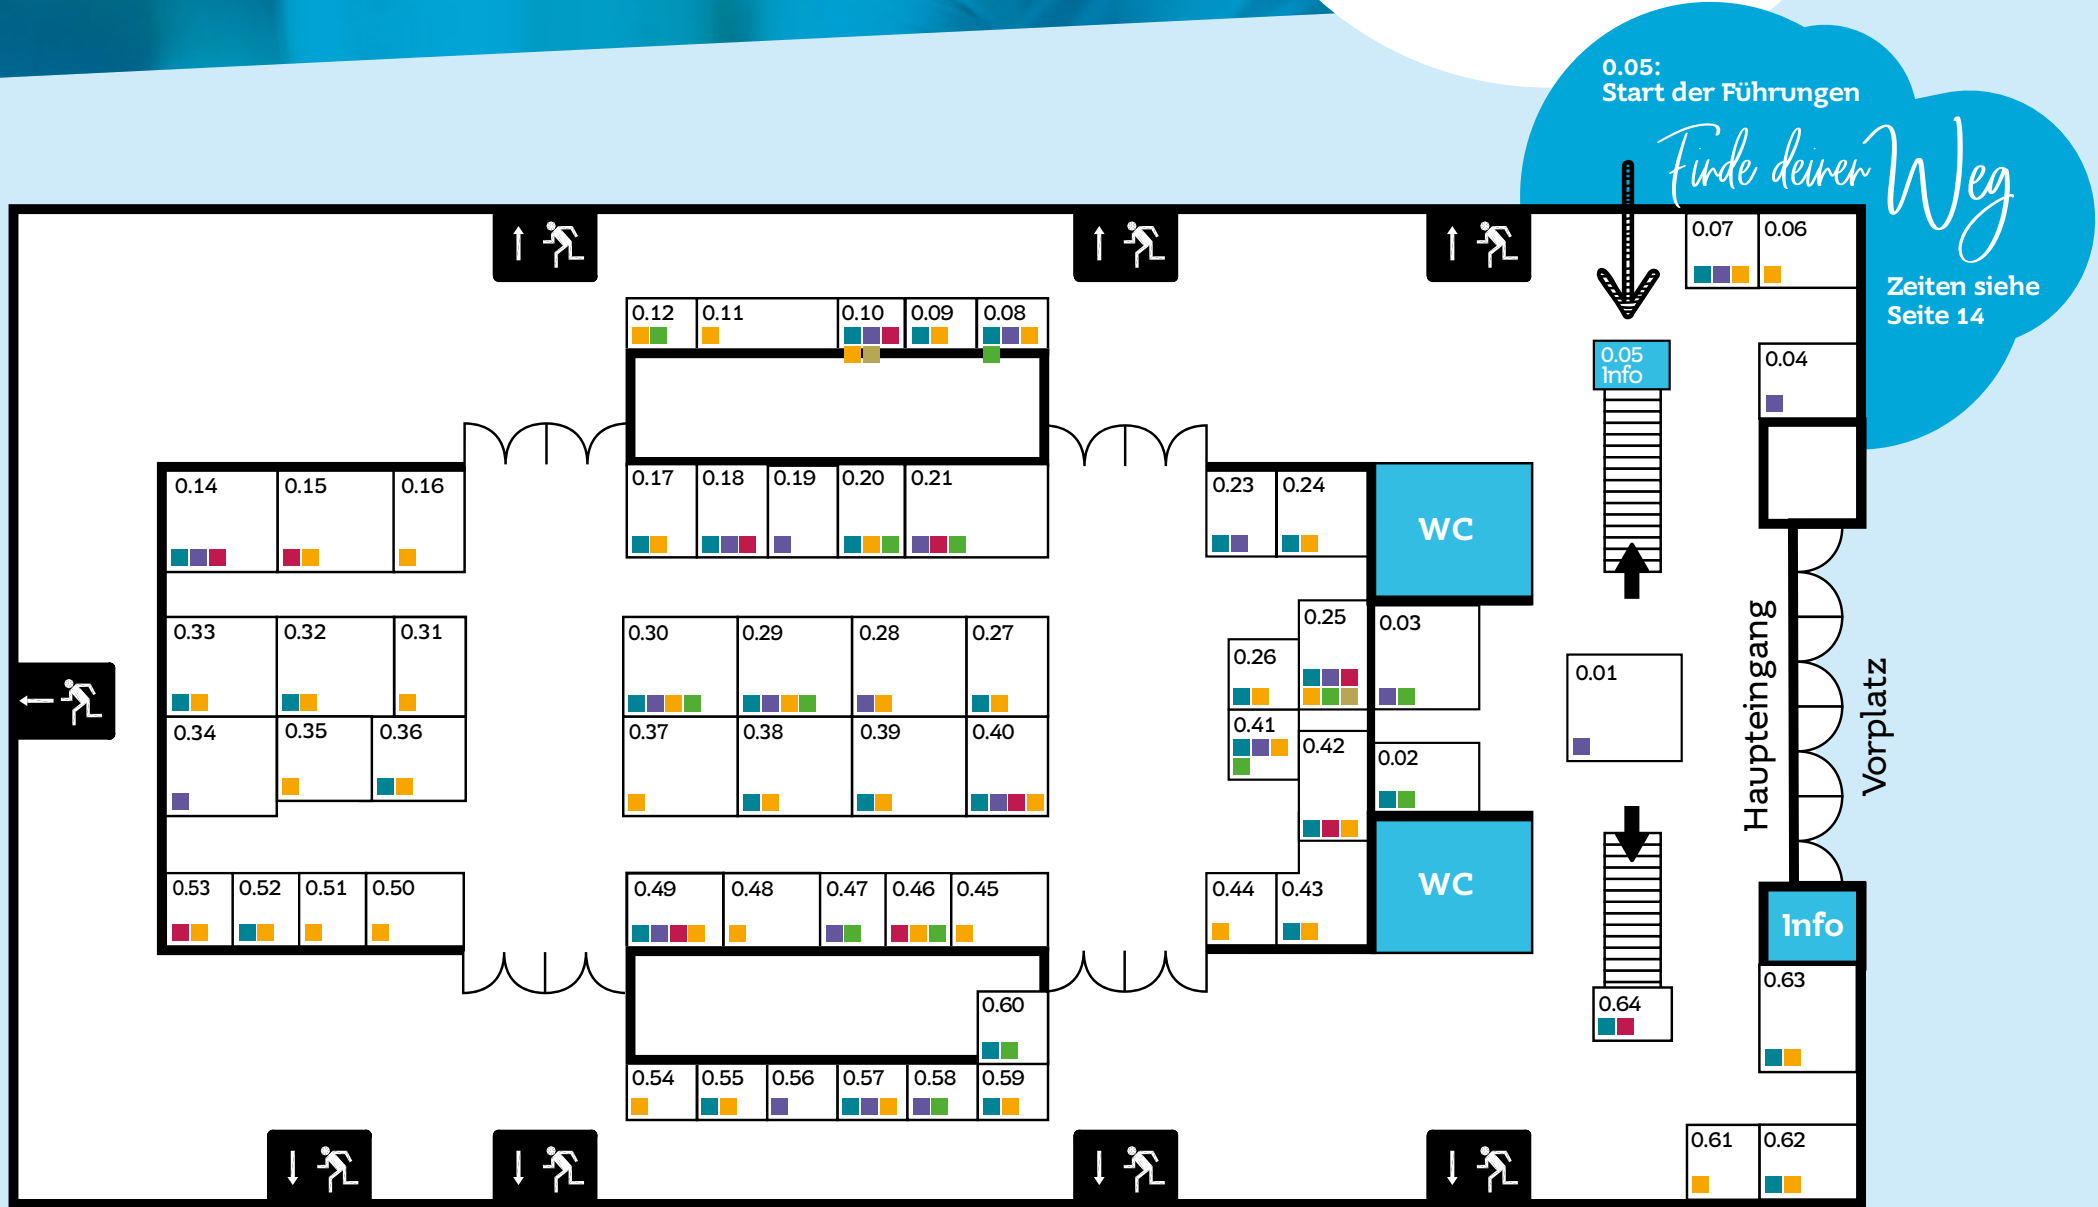 0.05:
Start der Führungen
Finde deinen Weg
Zeiten siehe
Seite 14
0.07 0.06
0.12 0.11 0.10 0.09 0.08
0.05
Info
0.04
0.14 0.15 0.16
0.17 0.18 0.19 0.20 0.21
0.23 0.24
WC
0.33 0.32 0.31
0.30 0.29 0.28 0.27
0.26
0.25
0.03
0.01
Haupteingang
Vorplatz
0.34 0.35 0.36
0.37 0.38 0.39 0.40
0.41
0.42
0.02
0.53 0.52 0.51 0.50
0.49 0.48 0.47 0.46 0.45
0.44 0.43
WC
Info
0.63
0.60
0.64
0.54 0.55 0.56 0.57 0.58 0.59
0.61 0.62